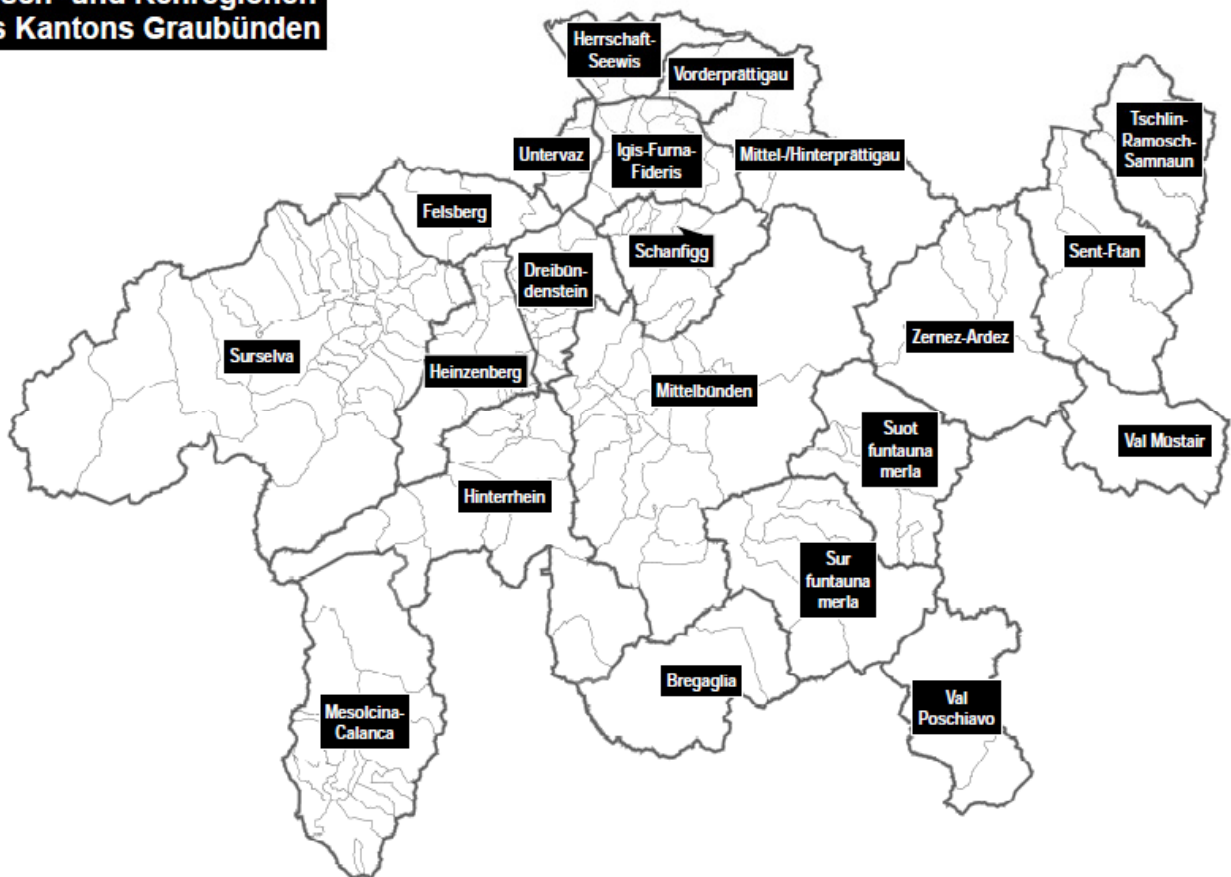 und Rehregionen
Kantons Graubünden
Herrschaft-
Seewis
Vorderprättigau
Tschlin-
Ramosch-
Samnaun
Untervaz
Igis-Furna-
Fideris
Mittel-/Hinterprättigau
Felsberg
Schanfigg
Sent-Ftan
Dreibün-
denstein
Zernez-Ardez
Surselva
Heinzenberg
Mittelbünden
Suot
funtauna
merla
Val Müstair
Hinterrhein
Sur
funtauna
merla
Bregaglia
Val
Poschiavo
Mesolcina-
Calanca